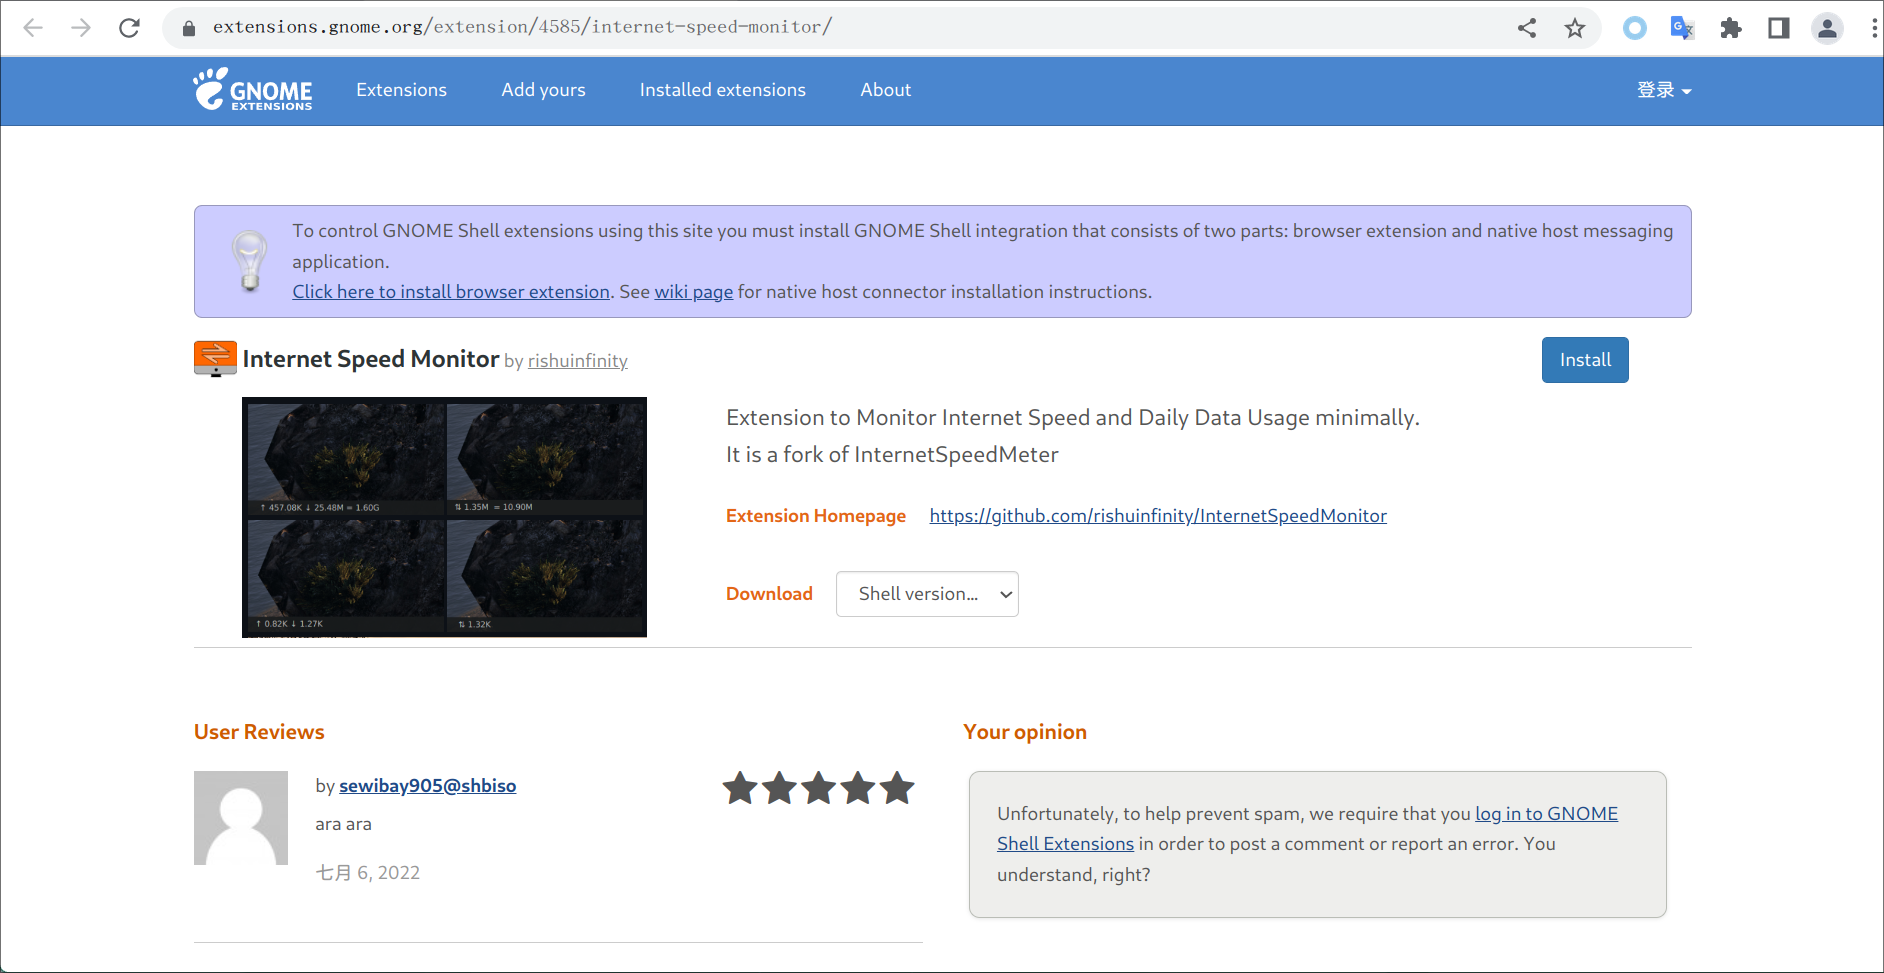 extensions.gnome.org/extension/4585/internet-speed-monitor/
GNOME
EXTENSIONS
Extensions
Add yours
Installed extensions
About
登录
To control GNOME Shell extensions using this site you must install GNOME Shell integration that consists of two parts: browser extension and native host messaging
application.
Click here to install browser extension. See wiki page for native host connector installation instructions.
Internet Speed Monitor by rishuinfinity
Install
↑ 457.08K ↓ 25.48M = 1.60G
⇅ 1.35M = 10.90M
↑ 0.82K ↓ 1.27K
⇅ 1.32K
Extension to Monitor Internet Speed and Daily Data Usage minimally.
It is a fork of InternetSpeedMeter
Extension Homepage https://github.com/rishuinfinity/InternetSpeedMonitor
Download Shell version...
User Reviews
by sewibay905@shbiso
ara ara
七月 6, 2022
Your opinion
Unfortunately, to help prevent spam, we require that you log in to GNOME
Shell Extensions in order to post a comment or report an error. You
understand, right?